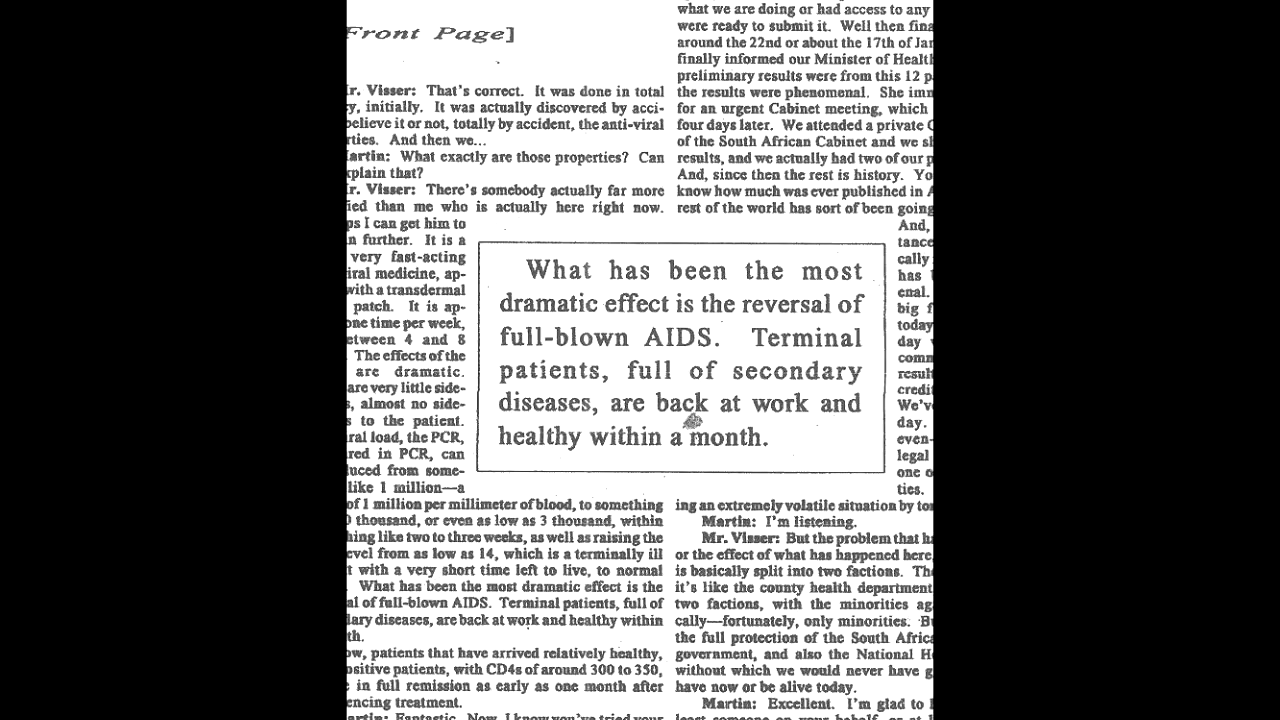 Front Page]
r. Visser: That's correct. It was done in total
y, initially. It was actually discovered by acci-
believe it or not, totally by accident, the anti-viral
rties. And then we...
artin: What exactly are those properties? Can
xplain that?
r. Visser: There's somebody actually far more
ied than me who is actually here right now.
ps I can get him to
n further. It is a
very fast-acting
iral medicine, ap-
with a transdermal
patch. It is ap-
one time per week,
etween 4 and 8
The effects of the
are dramatic.
are very little side-
s, almost no side-
s to the patient.
ral load, the PCR,
red in PCR, can
uced from some-
like 1 million—a
of 1 million per millimeter of blood, to something
0 thousand, or even as low as 3 thousand, within
hing like two to three weeks, as well as raising the
evel from as low as 14, which is a terminally ill
t with a very short time left to live, to normal
What has been the most dramatic effect is the
al of full-blown AIDS. Terminal patients, full of
dary diseases, are back at work and healthy within
th.
ow, patients that have arrived relatively healthy,
ositive patients, with CD4s of around 300 to 350,
in full remission as early as one month after
encing treatment.
artin: Fantastic. Now, I know you've tried your
What has been the most
dramatic effect is the reversal of
full-blown AIDS. Terminal
patients, full of secondary
diseases, are back at work and
healthy within a month.
what we are doing or had access to any
were ready to submit it. Well then fina
around the 22nd or about the 17th of Jan
finally informed our Minister of Health
preliminary results were from this 12 p
the results were phenomenal. She imm
for an urgent Cabinet meeting, which
four days later. We attended a private C
of the South African Cabinet and we sh
results, and we actually had two of our p
And, since then the rest is history. Yo
know how much was ever published in A
rest of the world has sort of been going
And,
tance
cally
has
enal.
big f
today
day
comm
result
credit
We've
day.
even-
legal
one o
ties.
ing an extremely volatile situation by to
Martin: I'm listening.
Mr. Visser: But the problem that ha
or the effect of what has happened here,
is basically split into two factions. The
it's like the county health department
two factions, with the minorities ag
cally—fortunately, only minorities. Bu
the full protection of the South Africa
government, and also the National He
without which we would never have g
have now or be alive today.
Martin: Excellent. I'm glad to
least someone on your behalf, or at l